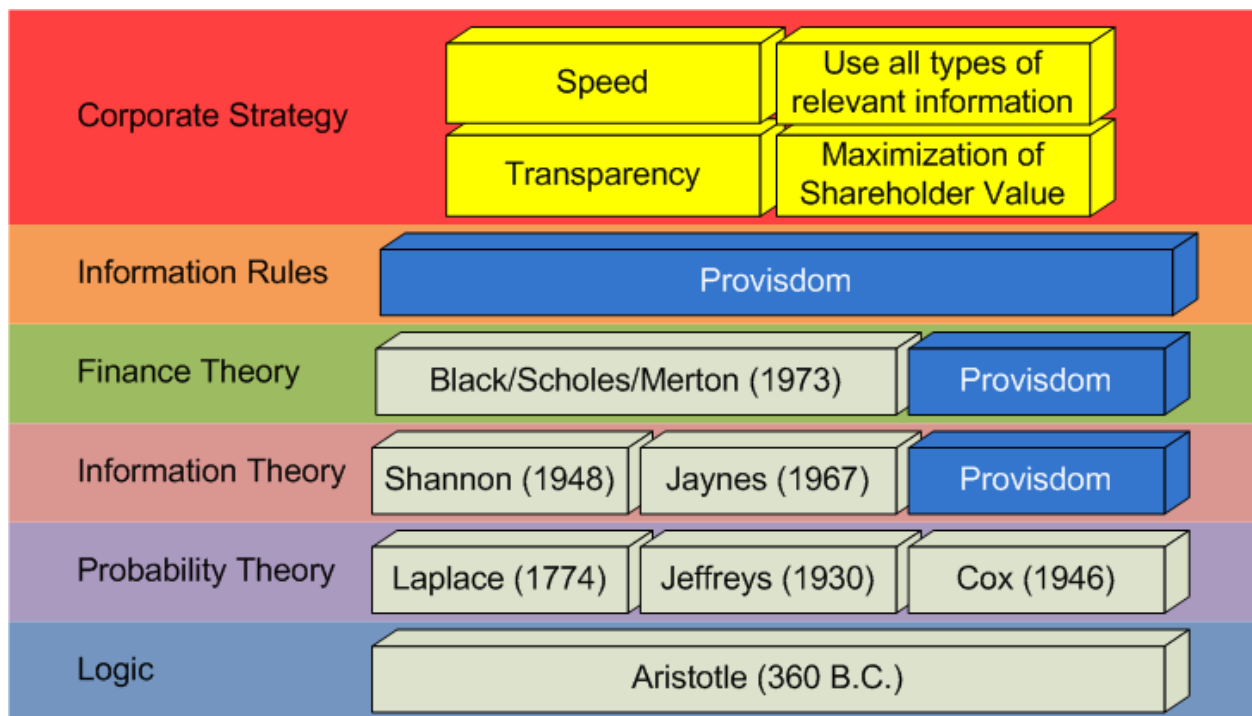 Corporate Strategy
Speed
Use all types of
relevant information
Transparency
Maximization of
Shareholder Value
Information Rules
Provisdom
Finance Theory
Black/Scholes/Merton (1973)
Provisdom
Information Theory
Shannon (1948)
Jaynes (1967)
Provisdom
Probability Theory
Laplace (1774)
Jeffreys (1930)
Cox (1946)
Logic
Aristotle (360 B.C.)